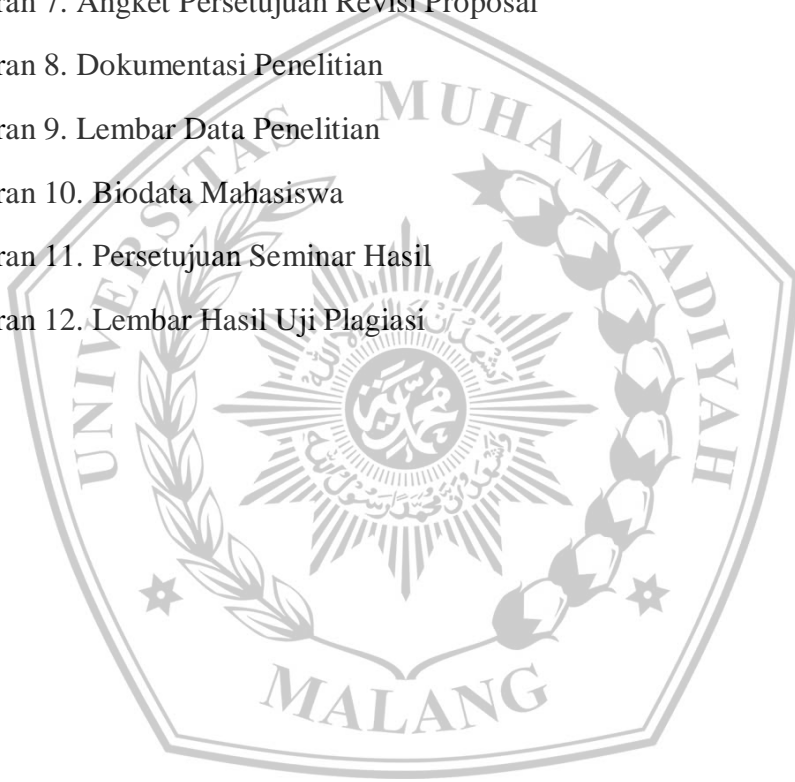 ran 7. Angket Persetujuan Revisi Proposal
ran 8. Dokumentasi Penelitian
ran 9. Lembar Data Penelitian
ran 10. Biodata Mahasiswa
ran 11. Persetujuan Seminar Hasil
ran 12. Lembar Hasil Uji Plagiasi
UNIVERSITAS MUHAMMADIYAH
MALANG